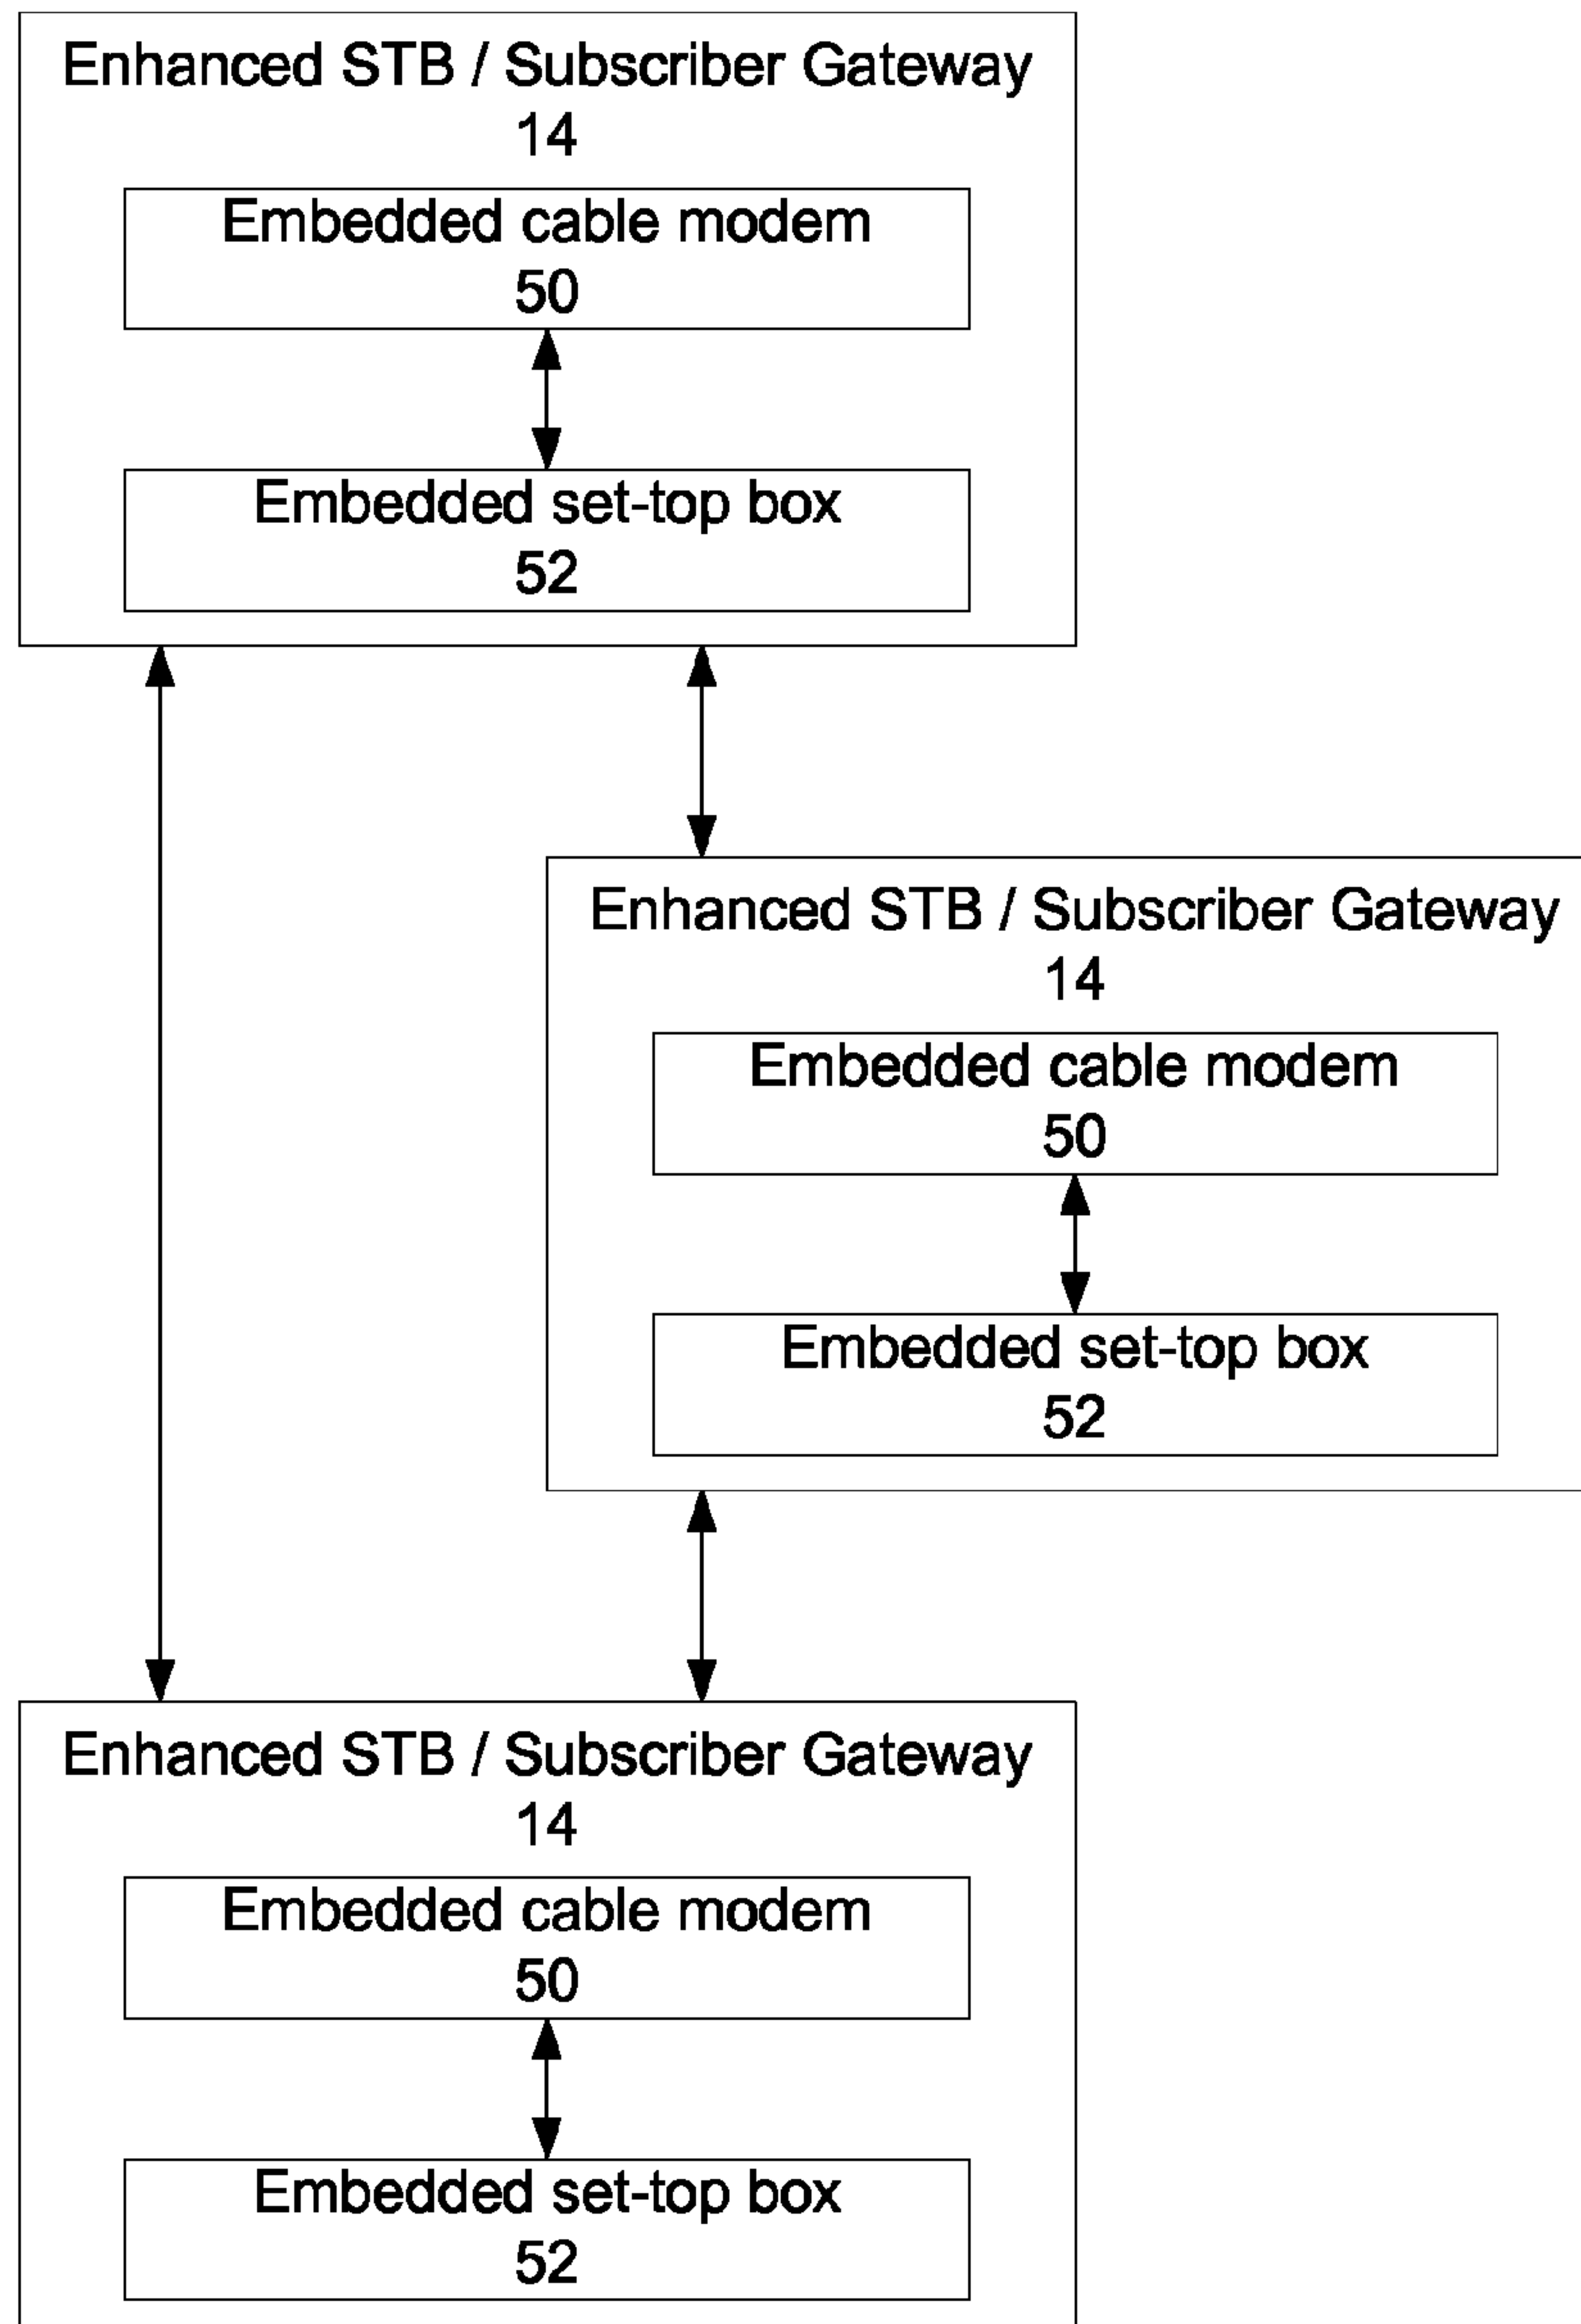 Enhanced STB / Subscriber Gateway
14
Embedded cable modem
50
Embedded set-top box
52
Enhanced STB / Subscriber Gateway
14
Embedded cable modem
50
Embedded set-top box
52
Enhanced STB / Subscriber Gateway
14
Embedded cable modem
50
Embedded set-top box
52